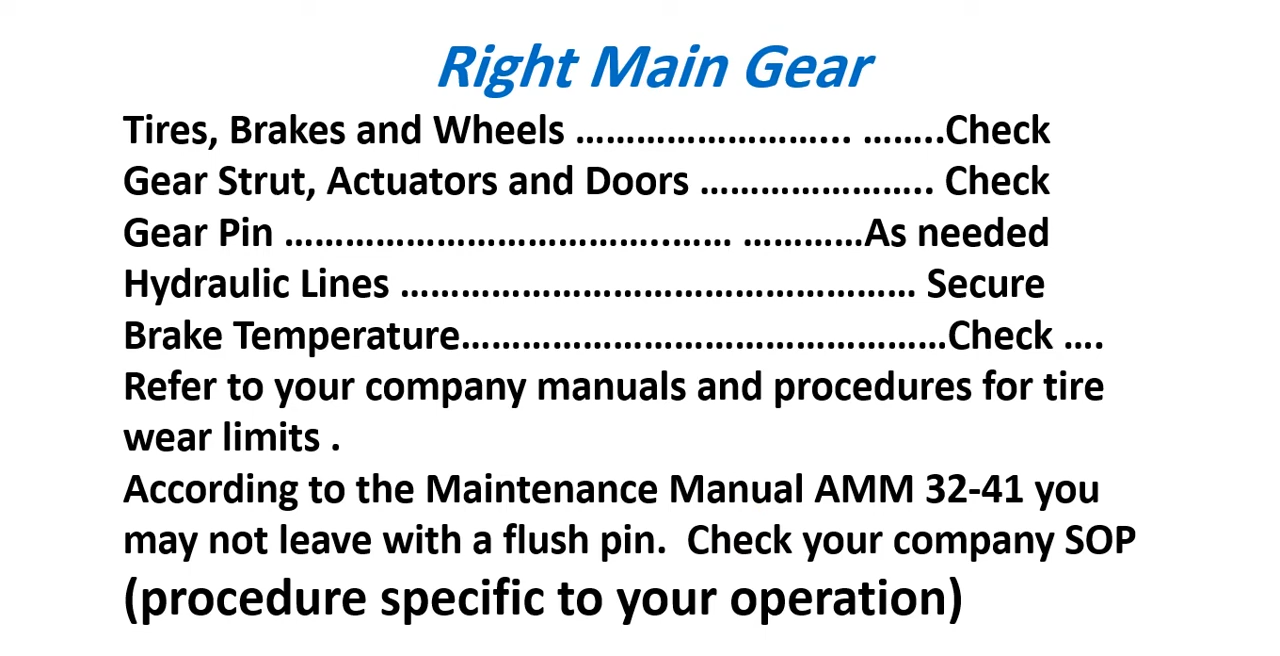 Right Main Gear
Tires, Brakes and Wheels ……………………... ……..Check
Gear Strut, Actuators and Doors ………………….. Check
Gear Pin ………………………………..…… …………As needed
Hydraulic Lines …………………………………………… Secure
Brake Temperature…………………………………………Check ….
Refer to your company manuals and procedures for tire
wear limits .
According to the Maintenance Manual AMM 32-41 you
may not leave with a flush pin.  Check your company SOP
(procedure specific to your operation)